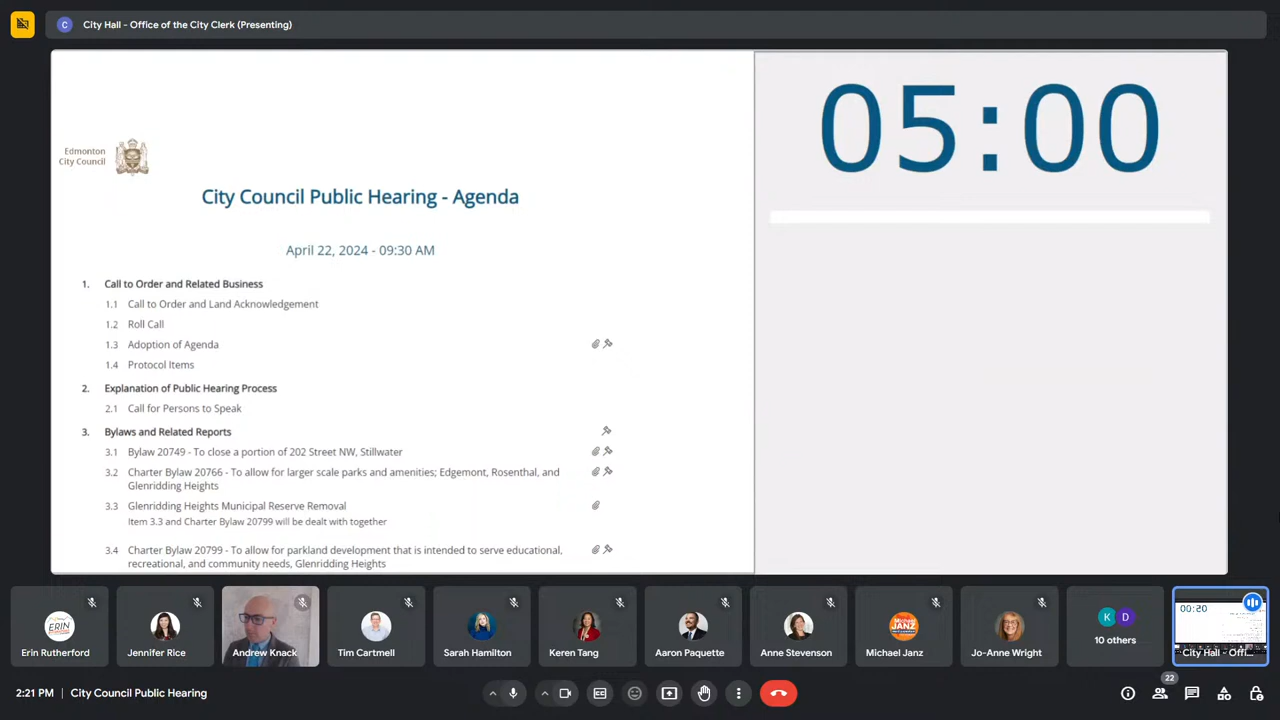 City Hall - Office of the City Clerk (Presenting)
Edmonton
City Council
City Council Public Hearing - Agenda
April 22, 2024 - 09:30 AM
1. Call to Order and Related Business
1.1 Call to Order and Land Acknowledgement
1.2 Roll Call
1.3 Adoption of Agenda
1.4 Protocol Items
2. Explanation of Public Hearing Process
2.1 Call for Persons to Speak
3. Bylaws and Related Reports
3.1 Bylaw 20749 - To close a portion of 202 Street NW, Stillwater
3.2 Charter Bylaw 20766 - To allow for larger scale parks and amenities; Edgemont, Rosenthal, and
Glenridding Heights
3.3 Glenridding Heights Municipal Reserve Removal
Item 3.3 and Charter Bylaw 20799 will be dealt with together
3.4 Charter Bylaw 20799 - To allow for parkland development that is intended to serve educational,
recreational, and community needs, Glenridding Heights
05:00
ERIN
Erin Rutherford
Jennifer Rice
Andrew Knack
Tim Cartmell
Sarah Hamilton
Keren Tang
Aaron Paquette
Anne Stevenson
JANZ
Michael Janz
Jo-Anne Wright
K D
10 others
00:50
City Hall - Offi...
2:21 PM | City Council Public Hearing
CC
22